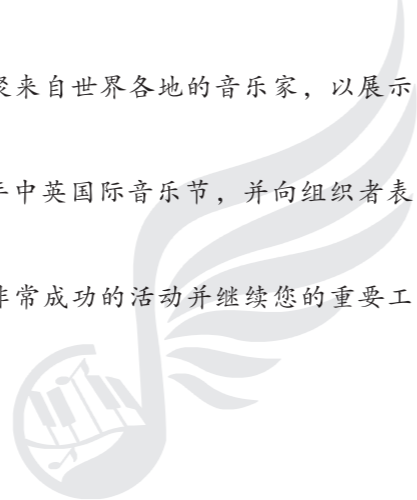 聚来自世界各地的音乐家，以展示
年中英国际音乐节，并向组织者表
非常成功的活动并继续您的重要工